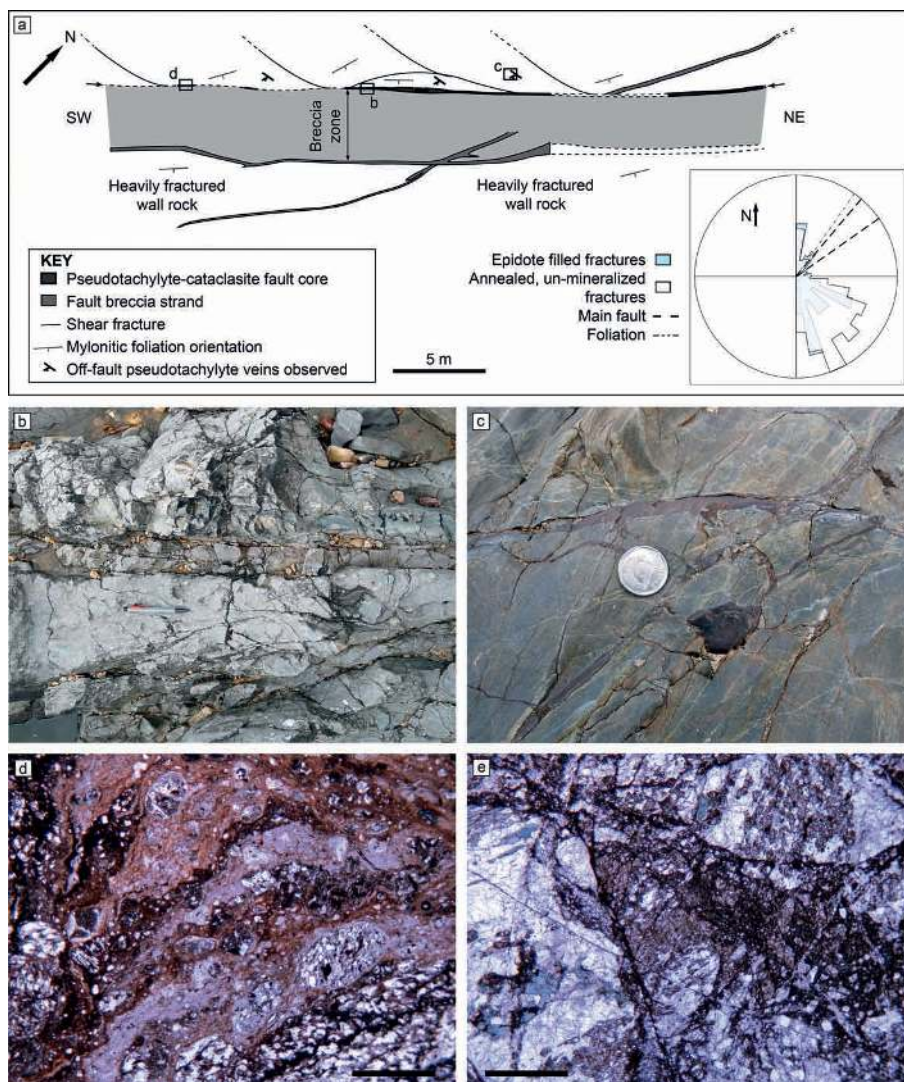 a
N
d
c
b
SW
NE
Breccia
zone
Heavily fractured
wall rock
Heavily fractured
wall rock
N
KEY
Pseudotachylyte-cataclasite fault core
Fault breccia strand
Shear fracture
Mylonitic foliation orientation
Off-fault pseudotachylyte veins observed
5 m
Epidote filled fractures
Annealed, un-mineralized
fractures
Main fault
Foliation
b
c
d
e